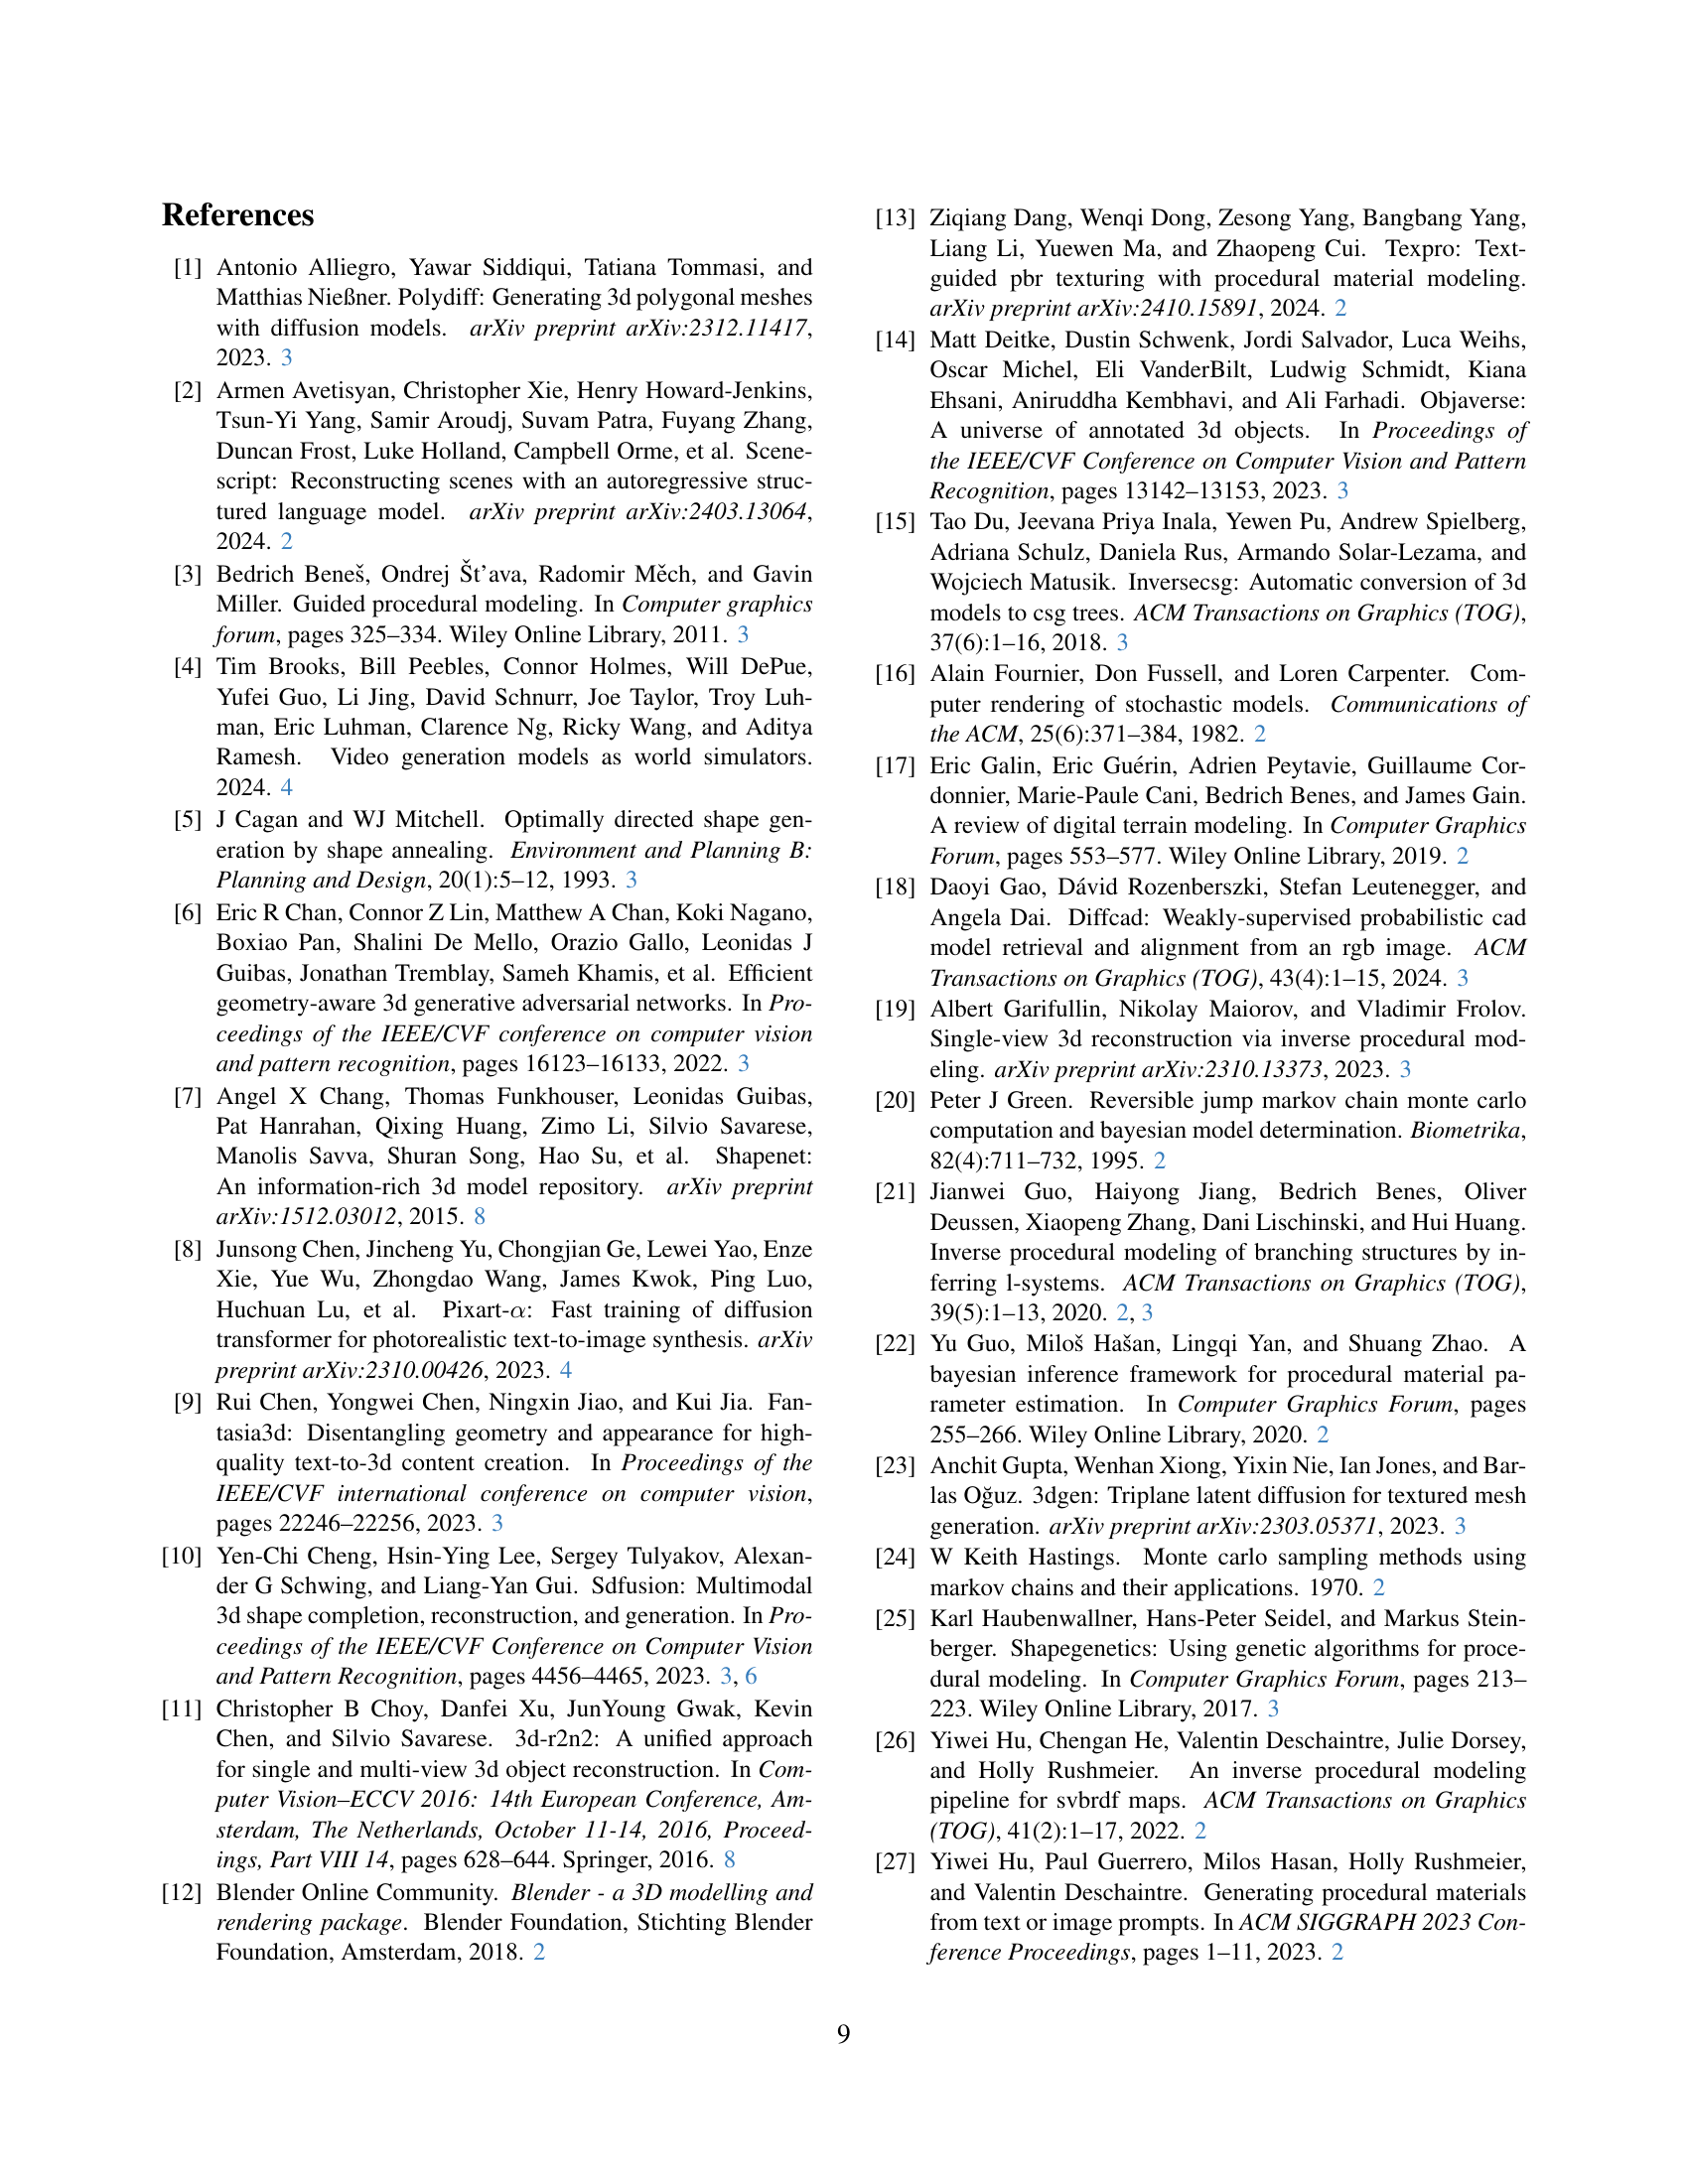 References
[1] Antonio Alliegro, Yawar Siddiqui, Tatiana Tommasi, and
Matthias Nießner. Polydiff: Generating 3d polygonal meshes
with diffusion models. arXiv preprint arXiv:2312.11417,
2023. 3
[2] Armen Avetisyan, Christopher Xie, Henry Howard-Jenkins,
Tsun-Yi Yang, Samir Aroudj, Suvam Patra, Fuyang Zhang,
Duncan Frost, Luke Holland, Campbell Orme, et al. Scene-
script: Reconstructing scenes with an autoregressive struc-
tured language model. arXiv preprint arXiv:2403.13064,
2024. 2
[3] Bedrich Beneš, Ondrej Št'ava, Radomir Měch, and Gavin
Miller. Guided procedural modeling. In Computer graphics
forum, pages 325–334. Wiley Online Library, 2011. 3
[4] Tim Brooks, Bill Peebles, Connor Holmes, Will DePue,
Yufei Guo, Li Jing, David Schnurr, Joe Taylor, Troy Luh-
man, Eric Luhman, Clarence Ng, Ricky Wang, and Aditya
Ramesh. Video generation models as world simulators.
2024. 4
[5] J Cagan and WJ Mitchell. Optimally directed shape gen-
eration by shape annealing. Environment and Planning B:
Planning and Design, 20(1):5–12, 1993. 3
[6] Eric R Chan, Connor Z Lin, Matthew A Chan, Koki Nagano,
Boxiao Pan, Shalini De Mello, Orazio Gallo, Leonidas J
Guibas, Jonathan Tremblay, Sameh Khamis, et al. Efficient
geometry-aware 3d generative adversarial networks. In Pro-
ceedings of the IEEE/CVF conference on computer vision
and pattern recognition, pages 16123–16133, 2022. 3
[7] Angel X Chang, Thomas Funkhouser, Leonidas Guibas,
Pat Hanrahan, Qixing Huang, Zimo Li, Silvio Savarese,
Manolis Savva, Shuran Song, Hao Su, et al. Shapenet:
An information-rich 3d model repository. arXiv preprint
arXiv:1512.03012, 2015. 8
[8] Junsong Chen, Jincheng Yu, Chongjian Ge, Lewei Yao, Enze
Xie, Yue Wu, Zhongdao Wang, James Kwok, Ping Luo,
Huchuan Lu, et al. Pixart-α: Fast training of diffusion
transformer for photorealistic text-to-image synthesis. arXiv
preprint arXiv:2310.00426, 2023. 4
[9] Rui Chen, Yongwei Chen, Ningxin Jiao, and Kui Jia. Fan-
tasia3d: Disentangling geometry and appearance for high-
quality text-to-3d content creation. In Proceedings of the
IEEE/CVF international conference on computer vision,
pages 22246–22256, 2023. 3
[10] Yen-Chi Cheng, Hsin-Ying Lee, Sergey Tulyakov, Alexan-
der G Schwing, and Liang-Yan Gui. Sdfusion: Multimodal
3d shape completion, reconstruction, and generation. In Pro-
ceedings of the IEEE/CVF Conference on Computer Vision
and Pattern Recognition, pages 4456–4465, 2023. 3, 6
[11] Christopher B Choy, Danfei Xu, JunYoung Gwak, Kevin
Chen, and Silvio Savarese. 3d-r2n2: A unified approach
for single and multi-view 3d object reconstruction. In Com-
puter Vision–ECCV 2016: 14th European Conference, Am-
sterdam, The Netherlands, October 11-14, 2016, Proceed-
ings, Part VIII 14, pages 628–644. Springer, 2016. 8
[12] Blender Online Community. Blender - a 3D modelling and
rendering package. Blender Foundation, Stichting Blender
Foundation, Amsterdam, 2018. 2
[13] Ziqiang Dang, Wenqi Dong, Zesong Yang, Bangbang Yang,
Liang Li, Yuewen Ma, and Zhaopeng Cui. Texpro: Text-
guided pbr texturing with procedural material modeling.
arXiv preprint arXiv:2410.15891, 2024. 2
[14] Matt Deitke, Dustin Schwenk, Jordi Salvador, Luca Weihs,
Oscar Michel, Eli VanderBilt, Ludwig Schmidt, Kiana
Ehsani, Aniruddha Kembhavi, and Ali Farhadi. Objaverse:
A universe of annotated 3d objects. In Proceedings of
the IEEE/CVF Conference on Computer Vision and Pattern
Recognition, pages 13142–13153, 2023. 3
[15] Tao Du, Jeevana Priya Inala, Yewen Pu, Andrew Spielberg,
Adriana Schulz, Daniela Rus, Armando Solar-Lezama, and
Wojciech Matusik. Inversecsg: Automatic conversion of 3d
models to csg trees. ACM Transactions on Graphics (TOG),
37(6):1–16, 2018. 3
[16] Alain Fournier, Don Fussell, and Loren Carpenter. Com-
puter rendering of stochastic models. Communications of
the ACM, 25(6):371–384, 1982. 2
[17] Eric Galin, Eric Guérin, Adrien Peytavie, Guillaume Cor-
donnier, Marie-Paule Cani, Bedrich Benes, and James Gain.
A review of digital terrain modeling. In Computer Graphics
Forum, pages 553–577. Wiley Online Library, 2019. 2
[18] Daoyi Gao, Dávid Rozenberszki, Stefan Leutenegger, and
Angela Dai. Diffcad: Weakly-supervised probabilistic cad
model retrieval and alignment from an rgb image. ACM
Transactions on Graphics (TOG), 43(4):1–15, 2024. 3
[19] Albert Garifullin, Nikolay Maiorov, and Vladimir Frolov.
Single-view 3d reconstruction via inverse procedural mod-
eling. arXiv preprint arXiv:2310.13373, 2023. 3
[20] Peter J Green. Reversible jump markov chain monte carlo
computation and bayesian model determination. Biometrika,
82(4):711–732, 1995. 2
[21] Jianwei Guo, Haiyong Jiang, Bedrich Benes, Oliver
Deussen, Xiaopeng Zhang, Dani Lischinski, and Hui Huang.
Inverse procedural modeling of branching structures by in-
ferring l-systems. ACM Transactions on Graphics (TOG),
39(5):1–13, 2020. 2, 3
[22] Yu Guo, Miloš Hašan, Lingqi Yan, and Shuang Zhao. A
bayesian inference framework for procedural material pa-
rameter estimation. In Computer Graphics Forum, pages
255–266. Wiley Online Library, 2020. 2
[23] Anchit Gupta, Wenhan Xiong, Yixin Nie, Ian Jones, and Bar-
las Oğuz. 3dgen: Triplane latent diffusion for textured mesh
generation. arXiv preprint arXiv:2303.05371, 2023. 3
[24] W Keith Hastings. Monte carlo sampling methods using
markov chains and their applications. 1970. 2
[25] Karl Haubenwallner, Hans-Peter Seidel, and Markus Stein-
berger. Shapegenetics: Using genetic algorithms for proce-
dural modeling. In Computer Graphics Forum, pages 213–
223. Wiley Online Library, 2017. 3
[26] Yiwei Hu, Chengan He, Valentin Deschaintre, Julie Dorsey,
and Holly Rushmeier. An inverse procedural modeling
pipeline for svbrdf maps. ACM Transactions on Graphics
(TOG), 41(2):1–17, 2022. 2
[27] Yiwei Hu, Paul Guerrero, Milos Hasan, Holly Rushmeier,
and Valentin Deschaintre. Generating procedural materials
from text or image prompts. In ACM SIGGRAPH 2023 Con-
ference Proceedings, pages 1–11, 2023. 2
9